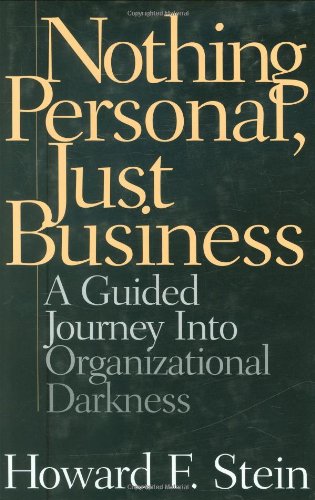 Nothing
Personal,
Just
Business
A Guided
Journey Into
Organizational
Darkness
Howard F. Stein